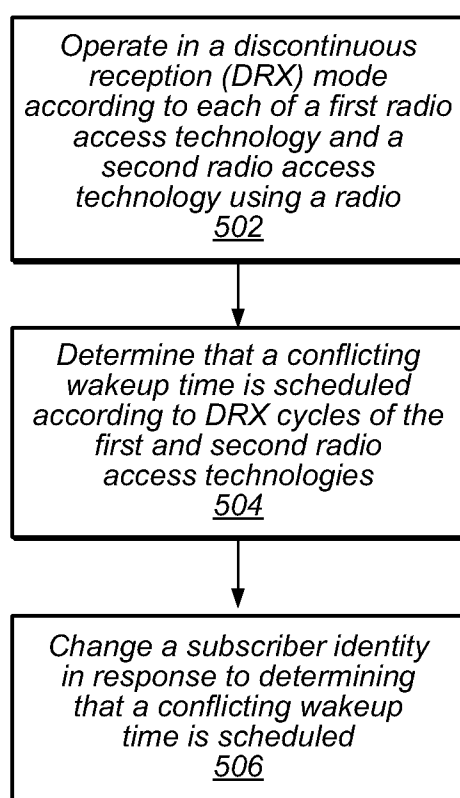 Operate in a discontinuous
reception (DRX) mode
according to each of a first radio
access technology and a
second radio access
technology using a radio
502
Determine that a conflicting
wakeup time is scheduled
according to DRX cycles of the
first and second radio
access technologies
504
Change a subscriber identity
in response to determining
that a conflicting wakeup
time is scheduled
506